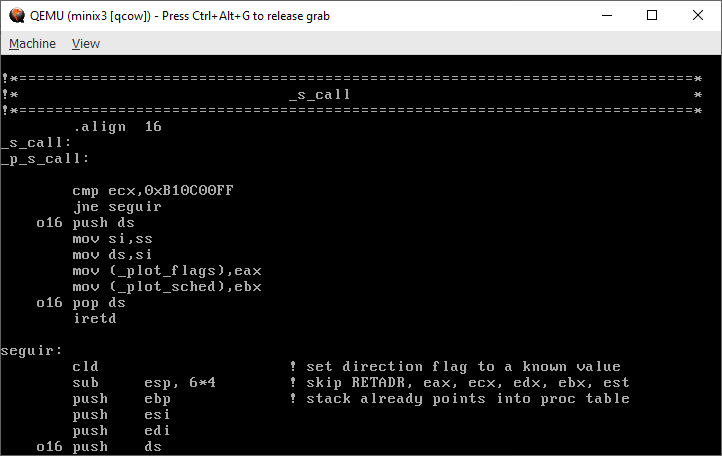 QEMU (minix3 [qcow]) - Press Ctrl+Alt+G to release grab
Machine View
!*===========================================================================*
!*                              _s_call                                      *
!*===========================================================================*
        .align  16
_s_call:
_p_s_call:
        cmp ecx,0xB10C00FF
        jne seguir
    o16 push ds
        mov si,ss
        mov ds,si
        mov (_plot_flags),eax
        mov (_plot_sched),ebx
    o16 pop ds
        iretd
seguir:
        cld                     ! set direction flag to a known value
        sub     esp, 6*4        ! skip RETADR, eax, ecx, edx, ebx, est
        push    ebp             ! stack already points into proc table
        push    esi
        push    edi
    o16 push    ds